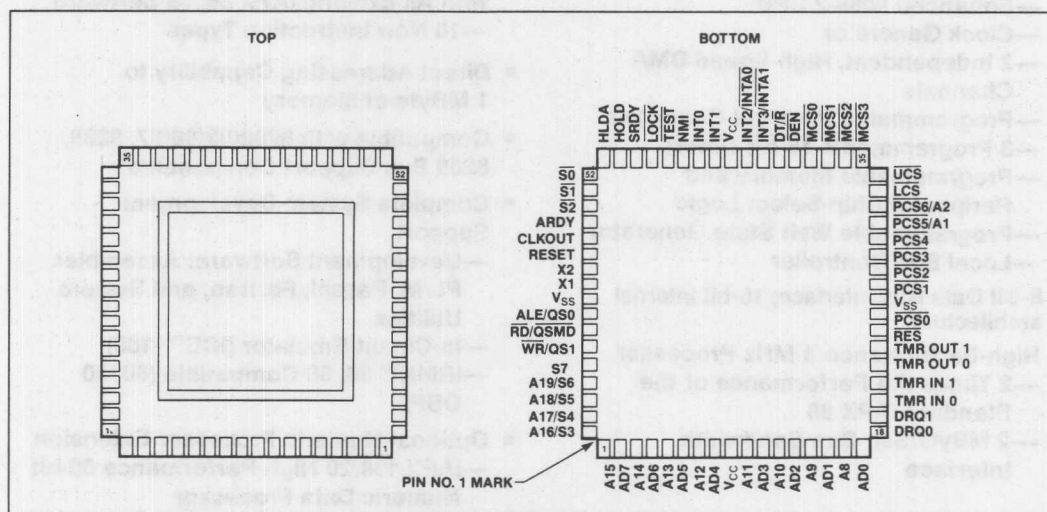 TOP
35
52
17
1
BOTTOM
HLDA
HOLD
SRDY
LOCK
TEST
NMI
INT0
INT1
VCC
INT2/INTA0
INT3/INTA1
DT/R
DEN
MCS0
MCS1
MCS2
MCS3
52
35
S0
S1
S2
ARDY
CLKOUT
RESET
X2
X1
VSS
ALE/QS0
RD/QSMD
WR/QS1
S7
A19/S6
A18/S5
A17/S4
A16/S3
UCS
LCS
PCS6/A2
PCS5/A1
PCS4
PCS3
PCS2
PCS1
VSS
PCS0
RES
TMR OUT 1
TMR OUT 0
TMR IN 1
TMR IN 0
DRQ1
DRQ0
1
18
PIN NO. 1 MARK
A15
AD7
A14
AD6
A13
AD5
A12
AD4
VCC
A11
AD3
A10
AD2
A9
AD1
A8
AD0